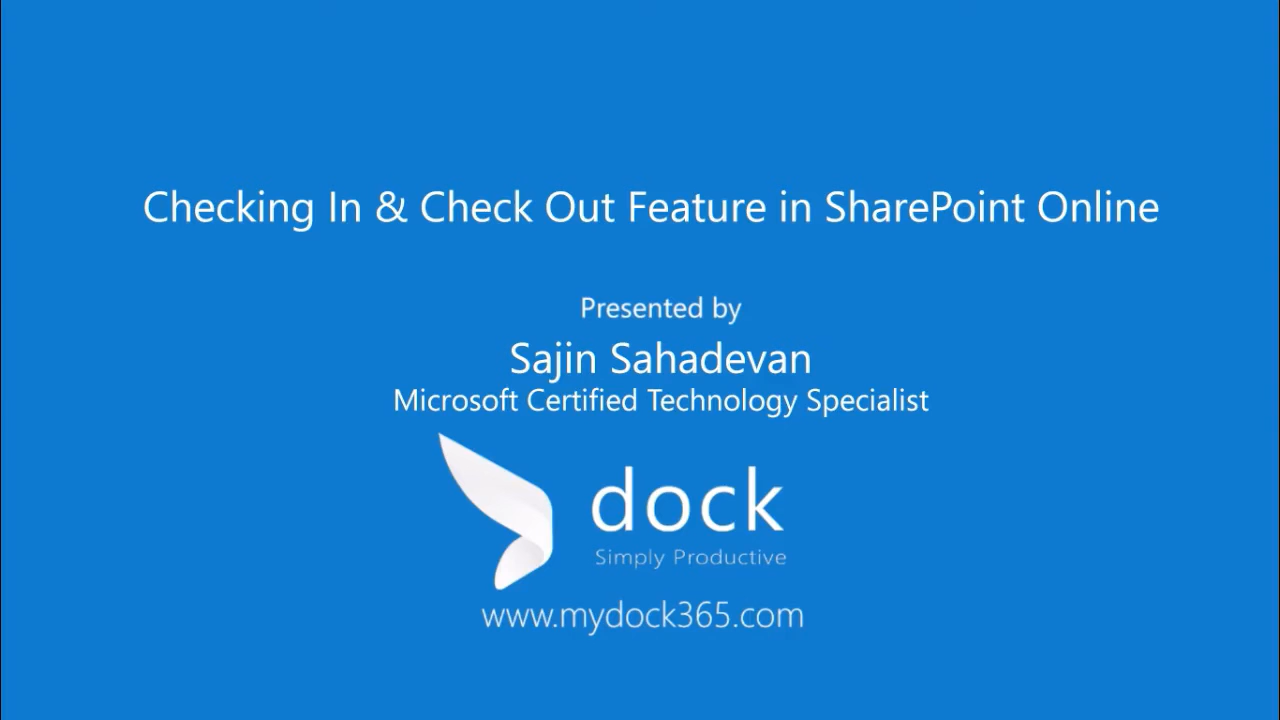 Checking In & Check Out Feature in SharePoint Online
Presented by
Sajin Sahadevan
Microsoft Certified Technology Specialist
dock
Simply Productive
www.mydock365.com